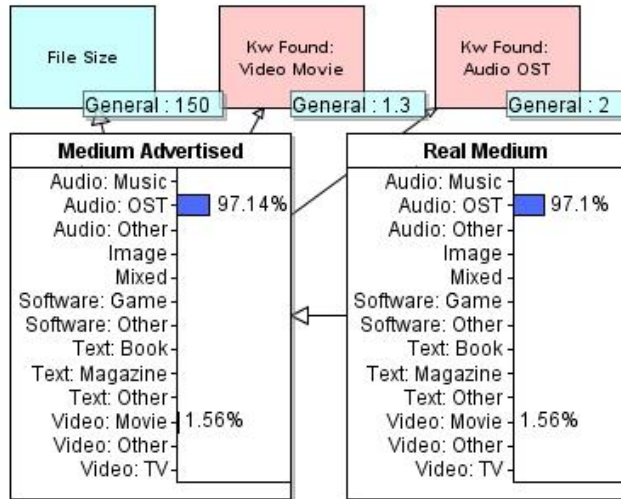 File Size
Kw Found:
Video Movie
Kw Found:
Audio OST
General : 150
General : 1.3
General : 2
Medium Advertised
Audio: Music
Audio: OST 97.14%
Audio: Other
Image
Mixed
Software: Game
Software: Other
Text: Book
Text: Magazine
Text: Other
Video: Movie 1.56%
Video: Other
Video: TV
Real Medium
Audio: Music
Audio: OST 97.1%
Audio: Other
Image
Mixed
Software: Game
Software: Other
Text: Book
Text: Magazine
Text: Other
Video: Movie 1.56%
Video: Other
Video: TV